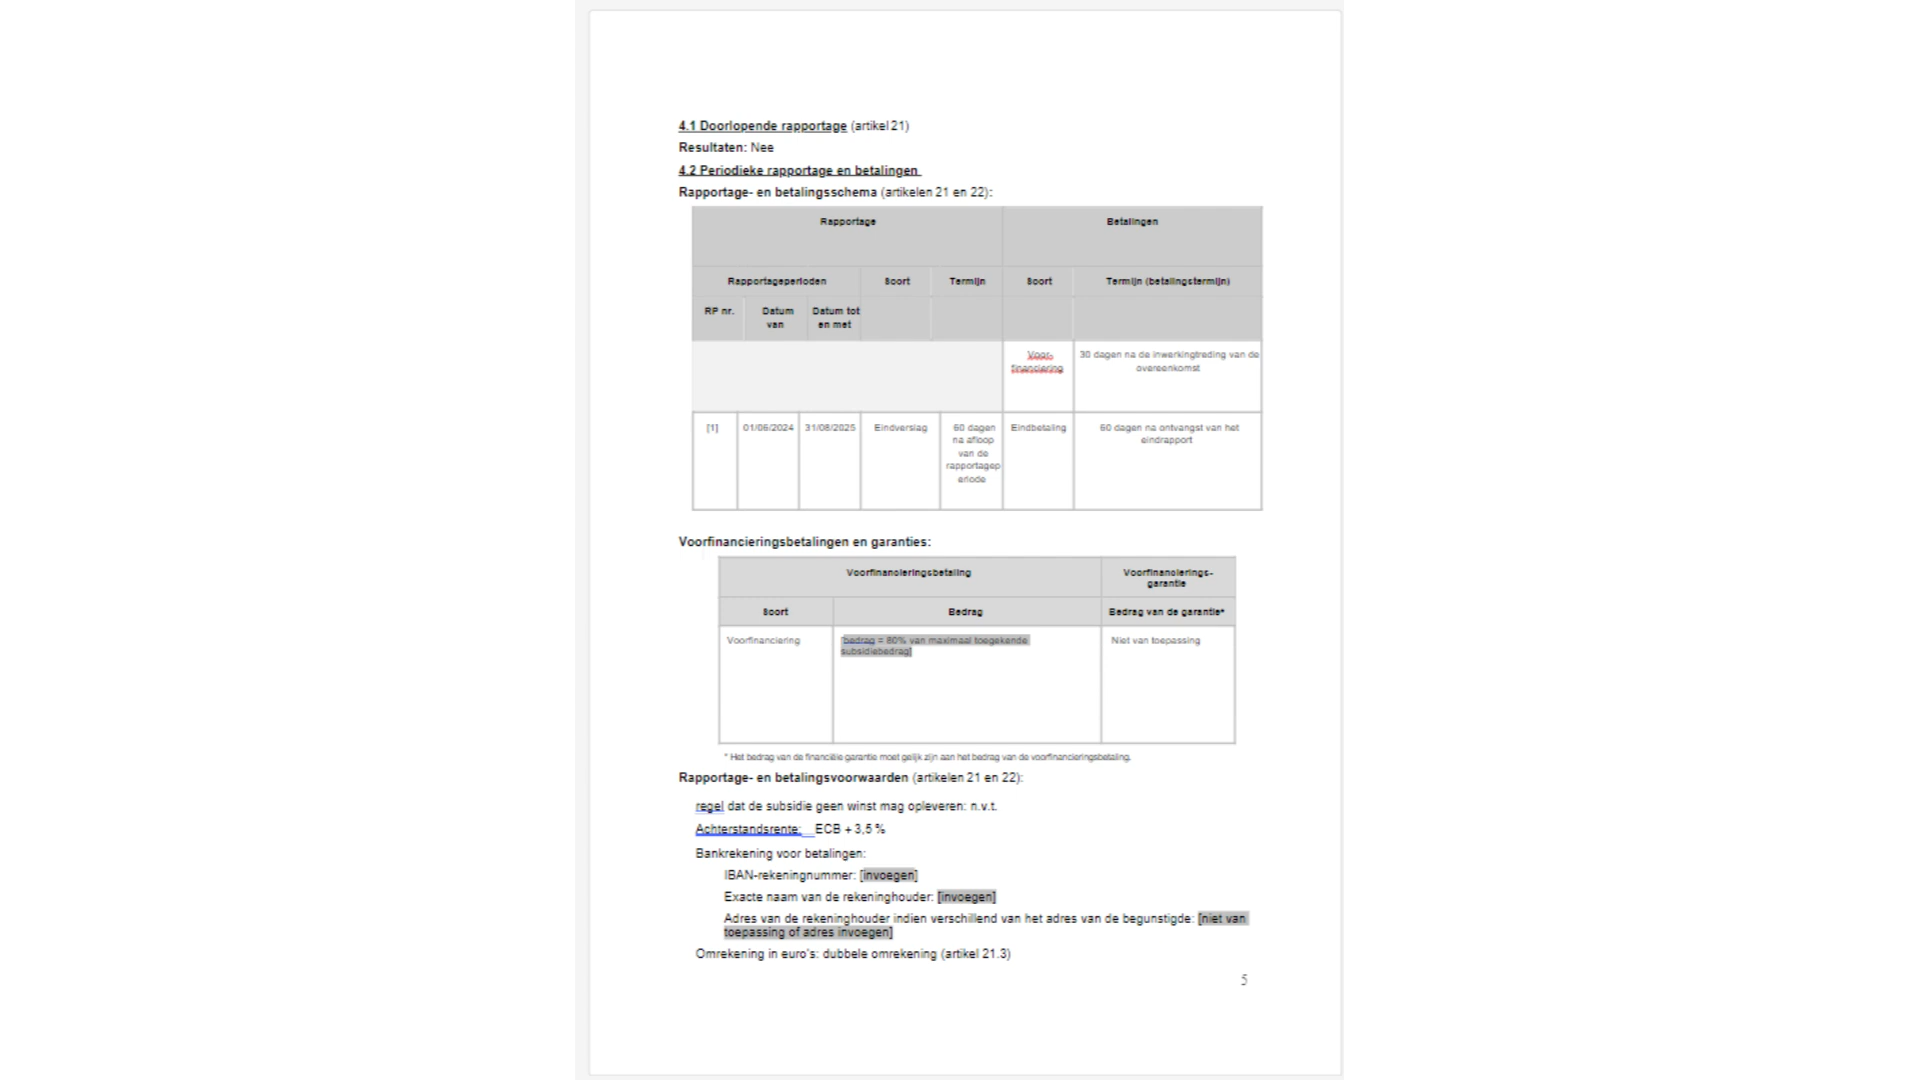 4.1 Doorlopende rapportage (artikel 21)
Resultaten: Nee
4.2 Periodieke rapportage en betalingen
Rapportage- en betalingsschema (artikelen 21 en 22):
Rapportage
Betalingen
Rapportageperioden
Soort
Termijn
Soort
Termijn (betalingstermijn)
RP nr.
Datum
van
Datum tot
en met
Voor-
financiering
30 dagen na de inwerkingtreding van de
overeenkomst
[1]
01/06/2024
31/08/2025
Eindverslag
60 dagen
na afloop
van de
rapportagep
eriode
Eindbetaling
60 dagen na ontvangst van het
eindrapport
Voorfinancieringsbetalingen en garanties:
Voorfinancieringsbetaling
Voorfinancierings-
garantie
Soort
Bedrag
Bedrag van de garantie*
Voorfinanciering
[bedrag = 80% van maximaal toegekende
subsidiebedrag]
Niet van toepassing
* Het bedrag van de financiële garantie moet gelijk zijn aan het bedrag van de voorfinancieringsbetaling.
Rapportage- en betalingsvoorwaarden (artikelen 21 en 22):
regel dat de subsidie geen winst mag opleveren: n.v.t.
Achterstandsrente: ECB + 3,5 %
Bankrekening voor betalingen:
IBAN-rekeningnummer: [invoegen]
Exacte naam van de rekeninghouder: [invoegen]
Adres van de rekeninghouder indien verschillend van het adres van de begunstigde: [niet van
toepassing of adres invoegen]
Omrekening in euro's: dubbele omrekening (artikel 21.3)
5